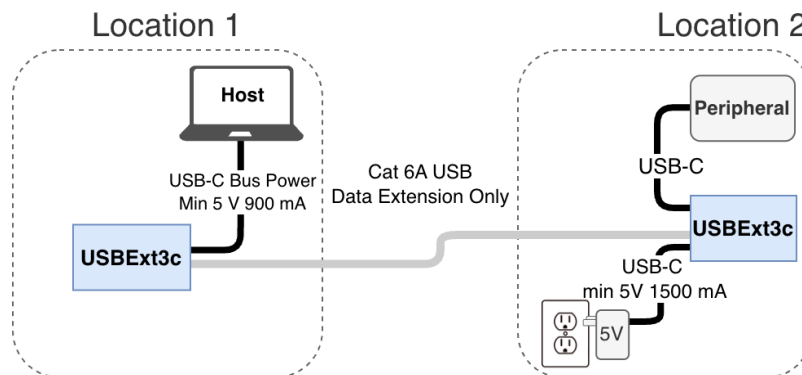 Location 1
Location 2
Host
Peripheral
USB-C Bus Power
Min 5 V 900 mA
Cat 6A USB
Data Extension Only
USB-C
USBExt3c
USBExt3c
USB-C
min 5V 1500 mA
5V